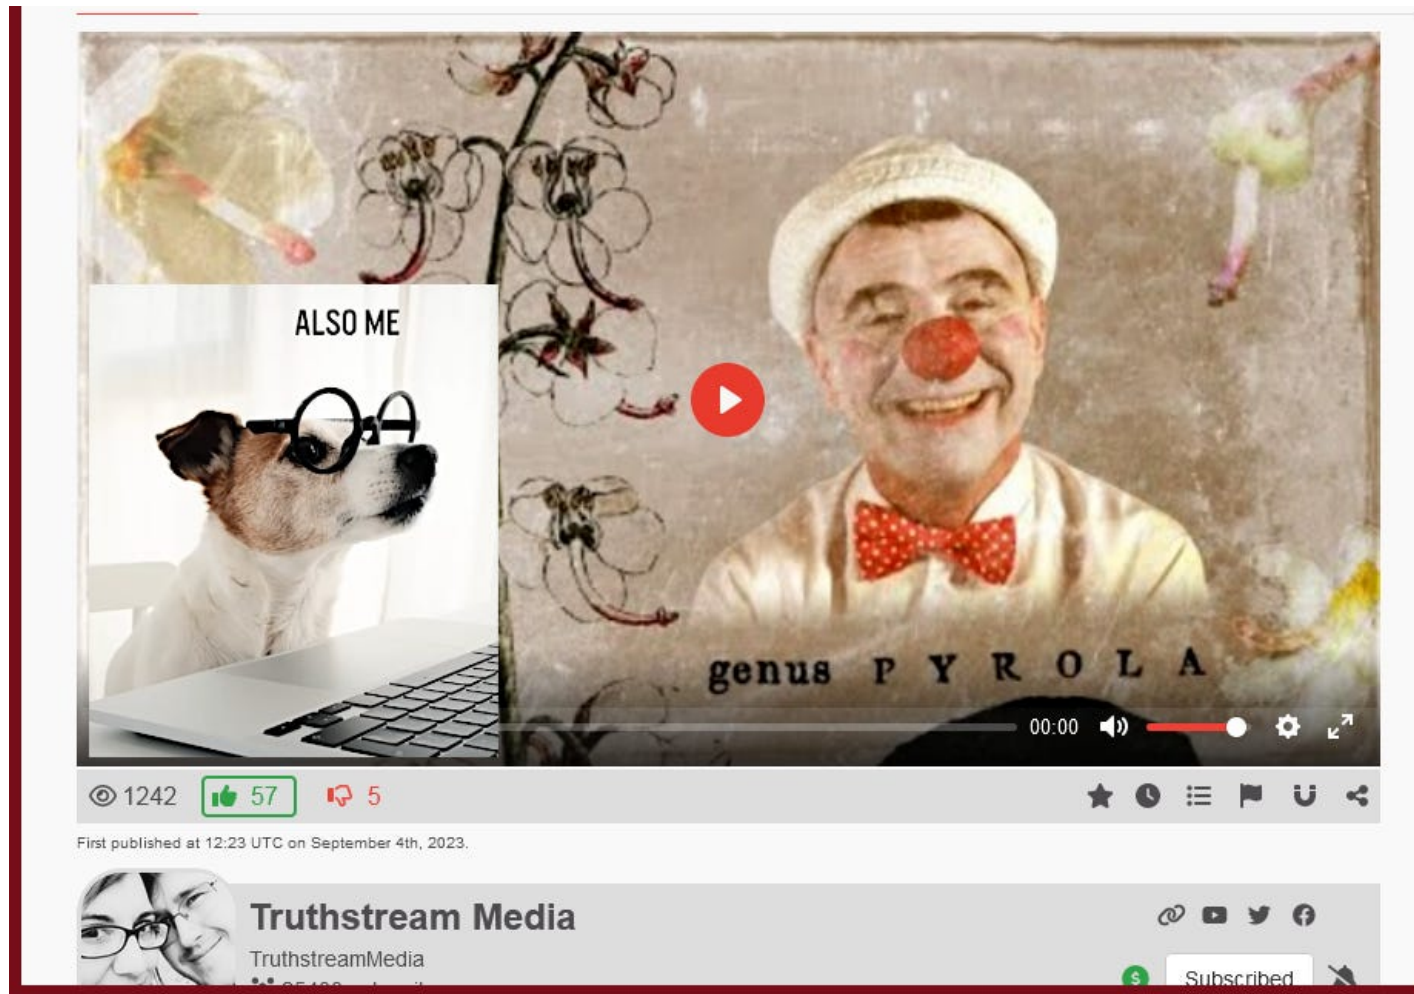 ALSO ME
genus PYROLA
00:00
1242 57 5
First published at 12:23 UTC on September 4th, 2023.
Truthstream Media
TruthstreamMedia
Subscribed